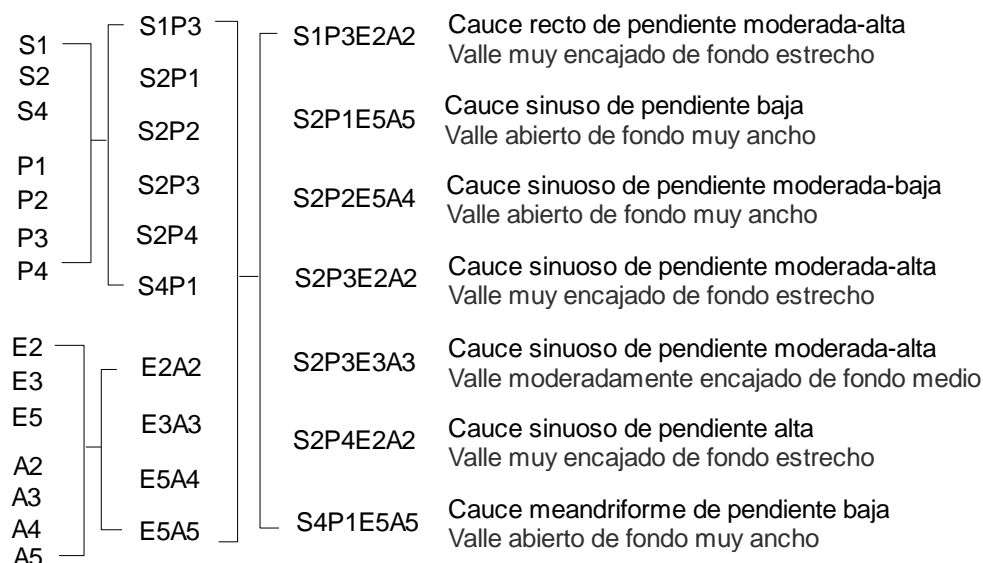 S1
S2
S4
P1
P2
P3
P4
E2
E3
E5
A2
A3
A4
A5
S1P3
S2P1
S2P2
S2P3
S2P4
S4P1
E2A2
E3A3
E5A4
E5A5
S1P3E2A2
Cauce recto de pendiente moderada-alta
Valle muy encajado de fondo estrecho
S2P1E5A5
Cauce sinuso de pendiente baja
Valle abierto de fondo muy ancho
S2P2E5A4
Cauce sinuoso de pendiente moderada-baja
Valle abierto de fondo muy ancho
S2P3E2A2
Cauce sinuoso de pendiente moderada-alta
Valle muy encajado de fondo estrecho
S2P3E3A3
Cauce sinuoso de pendiente moderada-alta
Valle moderadamente encajado de fondo medio
S2P4E2A2
Cauce sinuoso de pendiente alta
Valle muy encajado de fondo estrecho
S4P1E5A5
Cauce meandriforme de pendiente baja
Valle abierto de fondo muy ancho